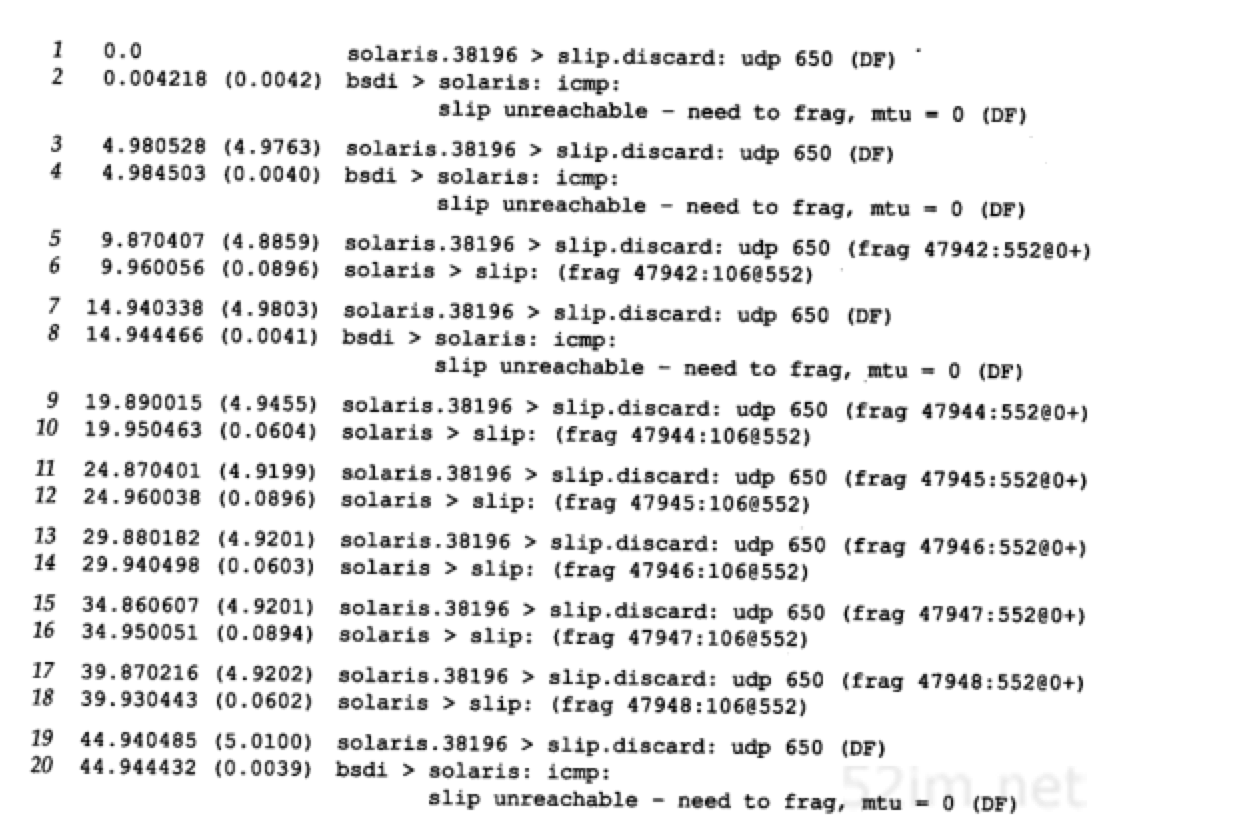 1 0.0 solaris.38196 > slip.discard: udp 650 (DF)
2 0.004218 (0.0042) bsdi > solaris: icmp:
slip unreachable - need to frag, mtu = 0 (DF)
3 4.980528 (4.9763) solaris.38196 > slip.discard: udp 650 (DF)
4 4.984503 (0.0040) bsdi > solaris: icmp:
slip unreachable - need to frag, mtu = 0 (DF)
5 9.870407 (4.8859) solaris.38196 > slip.discard: udp 650 (frag 47942:552@0+)
6 9.960056 (0.0896) solaris > slip: (frag 47942:106@552)
7 14.940338 (4.9803) solaris.38196 > slip.discard: udp 650 (DF)
8 14.944466 (0.0041) bsdi > solaris: icmp:
slip unreachable - need to frag, mtu = 0 (DF)
9 19.890015 (4.9455) solaris.38196 > slip.discard: udp 650 (frag 47944:552@0+)
10 19.950463 (0.0604) solaris > slip: (frag 47944:106@552)
11 24.870401 (4.9199) solaris.38196 > slip.discard: udp 650 (frag 47945:552@0+)
12 24.960038 (0.0896) solaris > slip: (frag 47945:106@552)
13 29.880182 (4.9201) solaris.38196 > slip.discard: udp 650 (frag 47946:552@0+)
14 29.940498 (0.0603) solaris > slip: (frag 47946:106@552)
15 34.860607 (4.9201) solaris.38196 > slip.discard: udp 650 (frag 47947:552@0+)
16 34.950051 (0.0894) solaris > slip: (frag 47947:106@552)
17 39.870216 (4.9202) solaris.38196 > slip.discard: udp 650 (frag 47948:552@0+)
18 39.930443 (0.0602) solaris > slip: (frag 47948:106@552)
19 44.940485 (5.0100) solaris.38196 > slip.discard: udp 650 (DF)
20 44.944432 (0.0039) bsdi > solaris: icmp:
slip unreachable - need to frag, mtu = 0 (DF)
52im.net